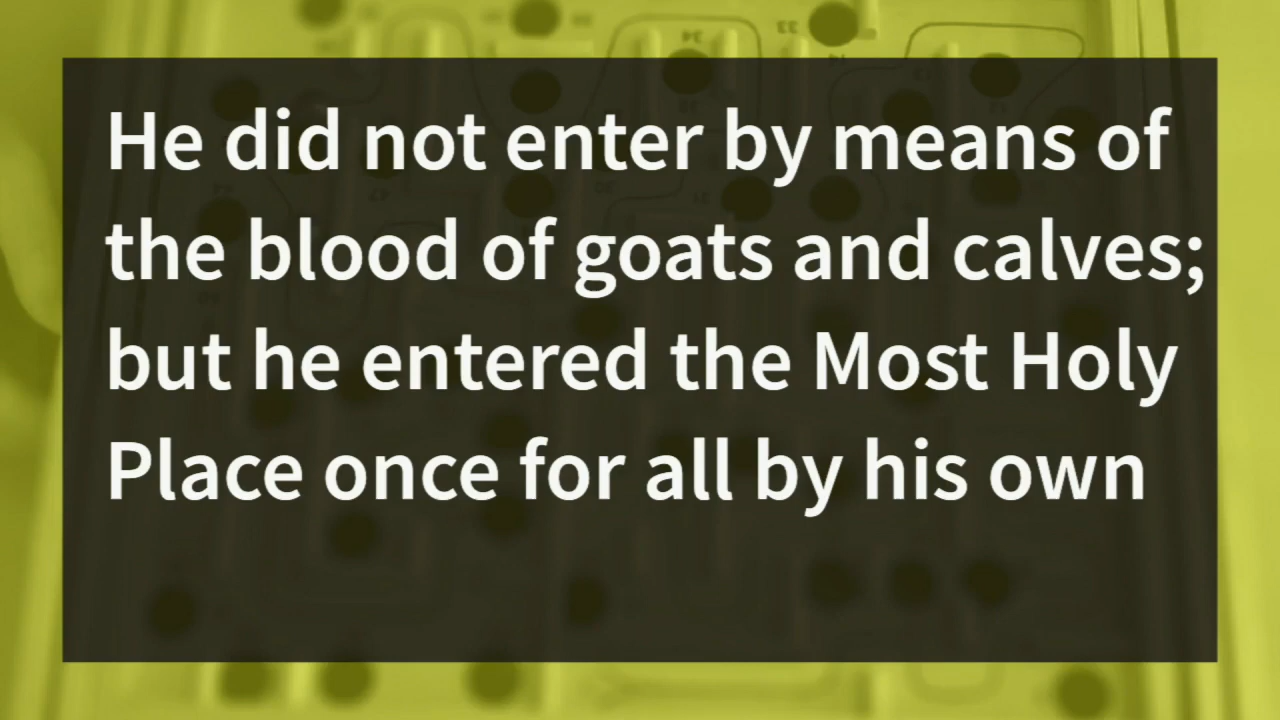 He did not enter by means of
the blood of goats and calves;
but he entered the Most Holy
Place once for all by his own